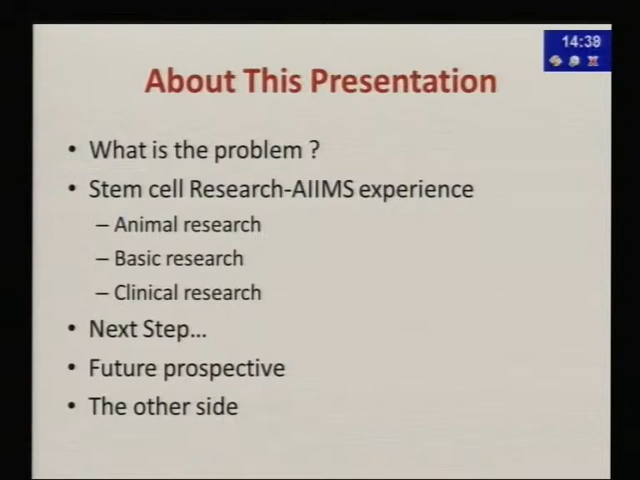 14:38
About This Presentation
• What is the problem ?
• Stem cell Research-AIIMS experience
– Animal research
– Basic research
– Clinical research
• Next Step...
• Future prospective
• The other side